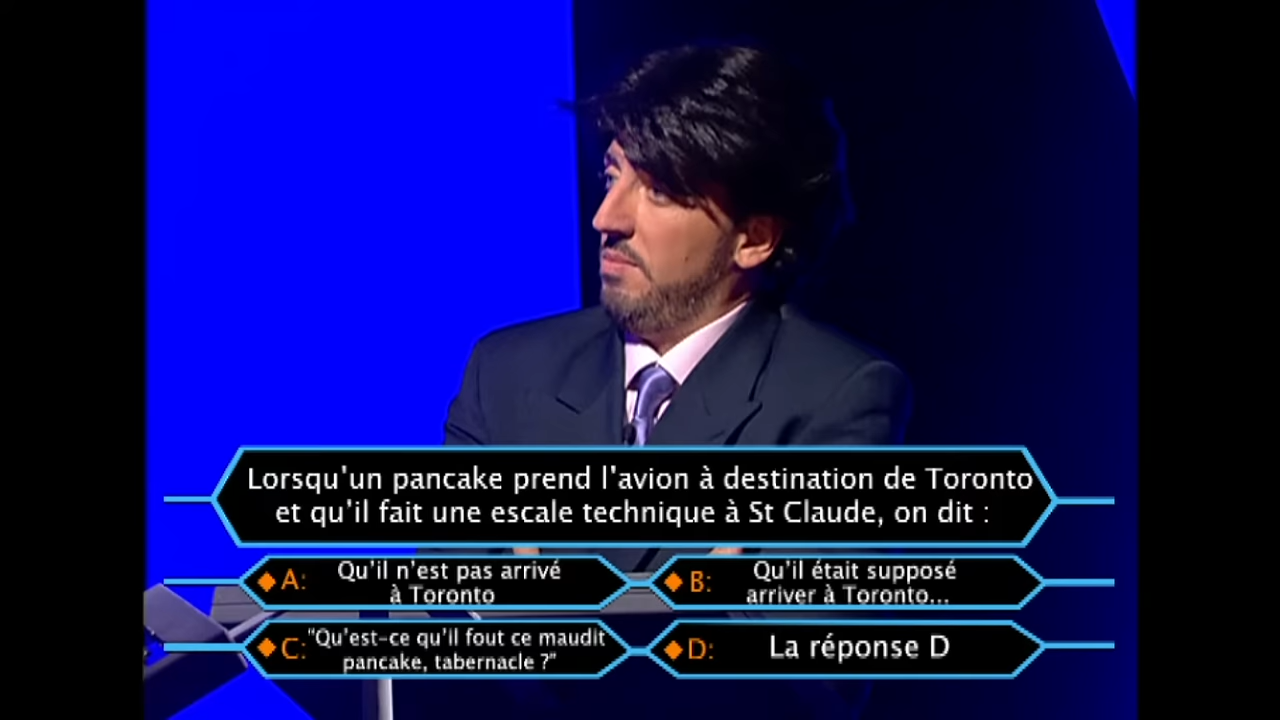 Lorsqu'un pancake prend l'avion à destination de Toronto
et qu'il fait une escale technique à St Claude, on dit :
A: Qu'il n'est pas arrivé
à Toronto
B: Qu'il était supposé
arriver à Toronto...
C: "Qu'est-ce qu'il fout ce maudit
pancake, tabernacle ?"
D: La réponse D